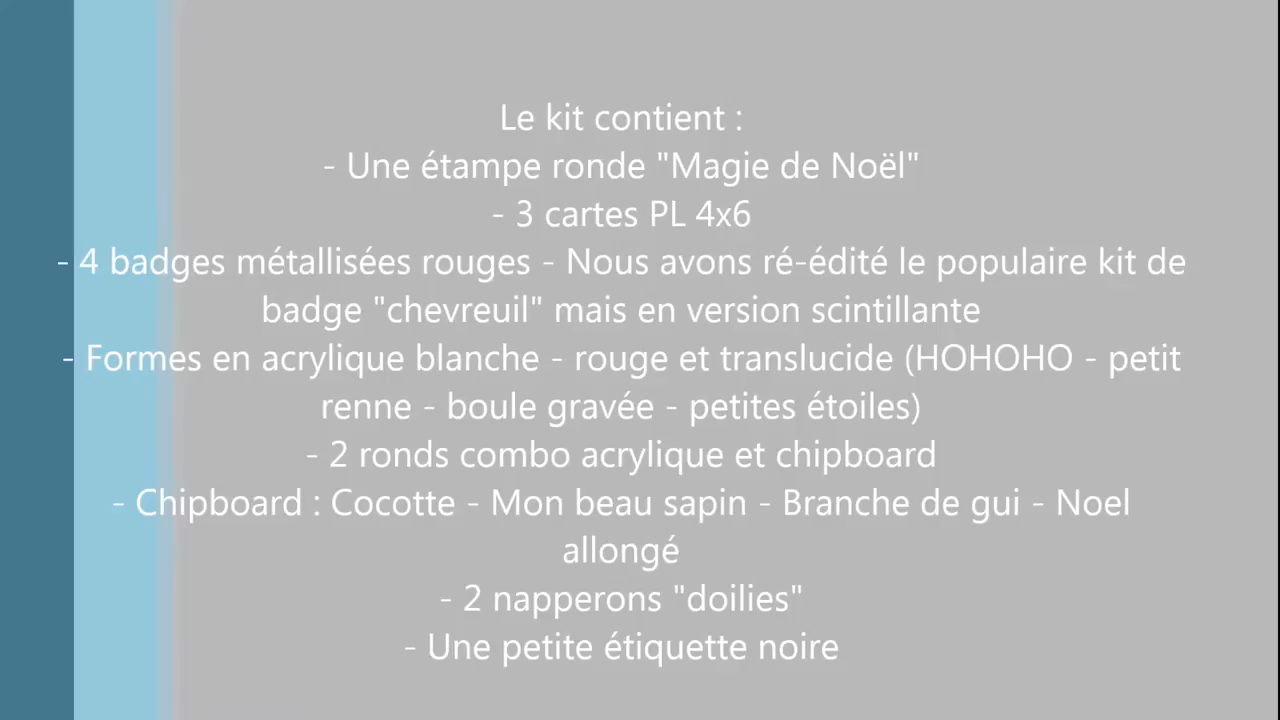 Le kit contient :
- Une étampe ronde "Magie de Noël"
- 3 cartes PL 4x6
- 4 badges métallisées rouges - Nous avons ré-édité le populaire kit de
badge "chevreuil" mais en version scintillante
- Formes en acrylique blanche - rouge et translucide (HOHOHO - petit
renne - boule gravée - petites étoiles)
- 2 ronds combo acrylique et chipboard
- Chipboard : Cocotte - Mon beau sapin - Branche de gui - Noel
allongé
- 2 napperons "doilies"
- Une petite étiquette noire